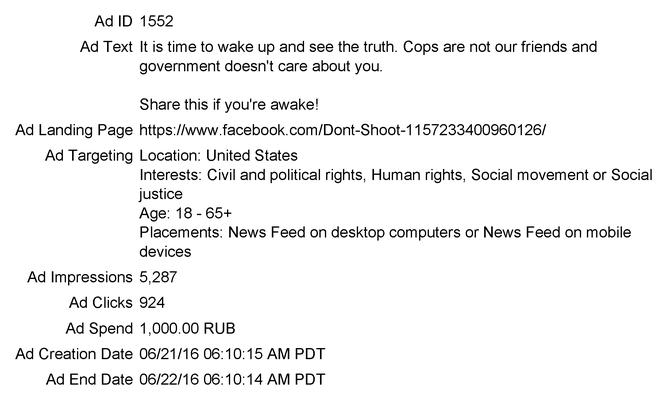 Ad ID 1552
Ad Text It is time to wake up and see the truth. Cops are not our friends and
government doesn't care about you.
Share this if you're awake!
Ad Landing Page https://www.facebook.com/Dont-Shoot-1157233400960126/
Ad Targeting Location: United States
Interests: Civil and political rights, Human rights, Social movement or Social
justice
Age: 18 - 65+
Placements: News Feed on desktop computers or News Feed on mobile
devices
Ad Impressions 5,287
Ad Clicks 924
Ad Spend 1,000.00 RUB
Ad Creation Date 06/21/16 06:10:15 AM PDT
Ad End Date 06/22/16 06:10:14 AM PDT